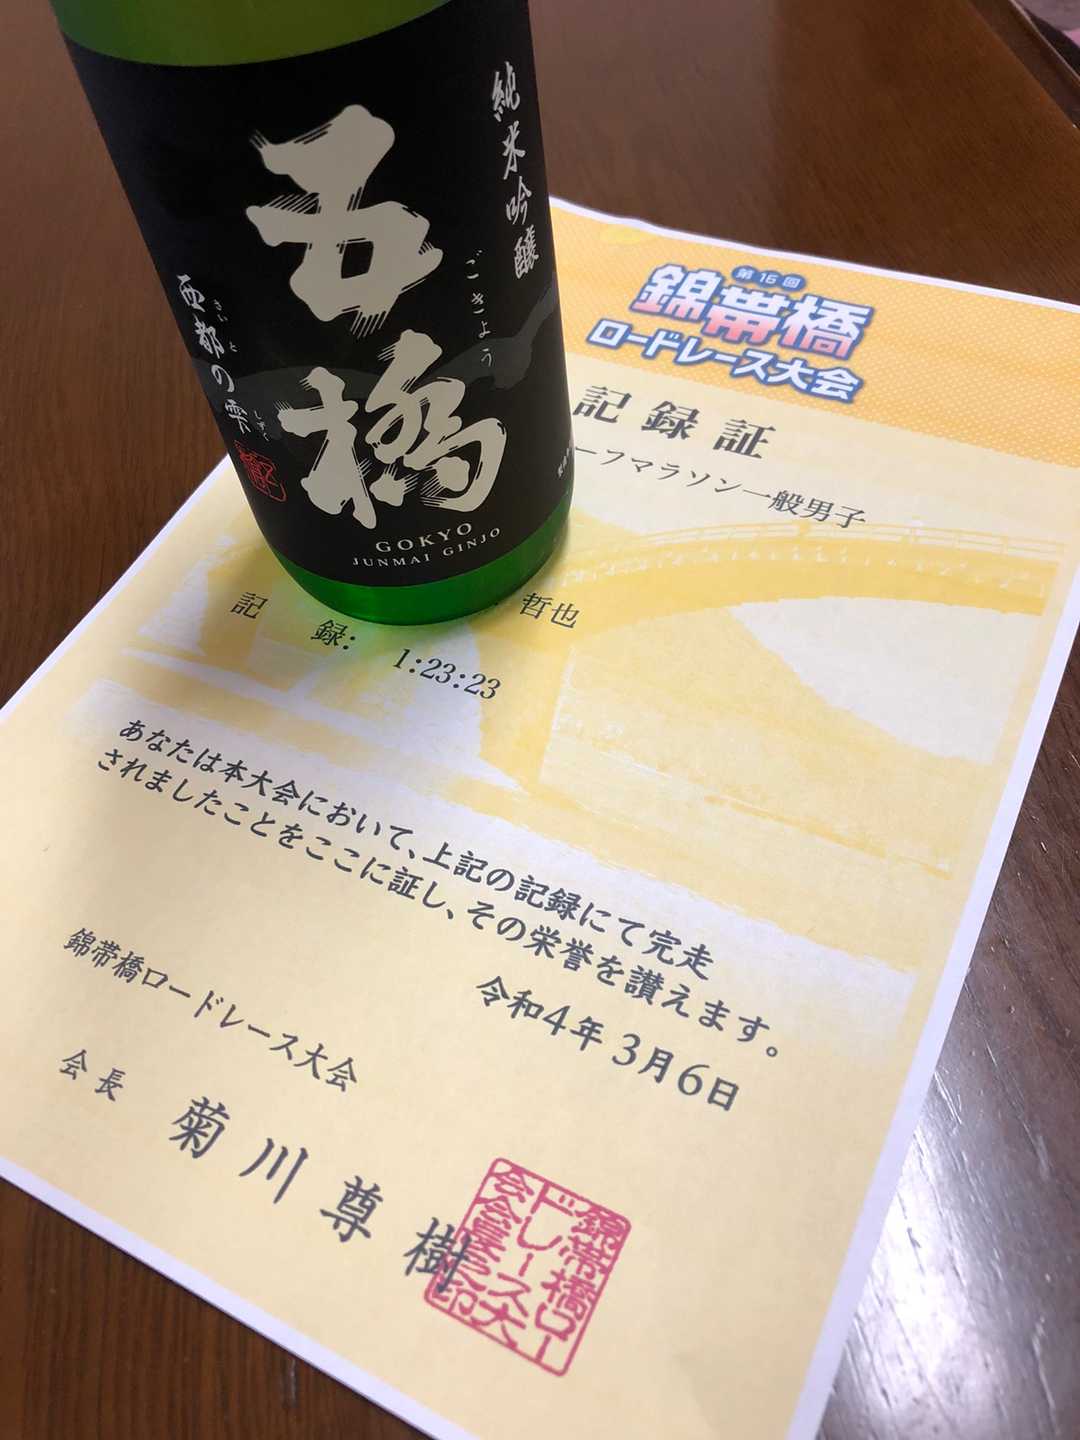 純米吟醸
五橋
ごきょう
西都の雫
さいと
しずく
GOKYO
JUNMAI GINJO
第16回
錦帯橋
ロードレース大会
記録証
ーフマラソン一般男子
哲也
記 録: 1:23:23
あなたは本大会において、上記の記録にて完走
されましたことをここに証し、その栄誉を讃えます。
令和4年 3月6日
錦帯橋ロードレース大会
会長 菊川尊樹
錦帯橋ロー
ドレース大
会会長之印